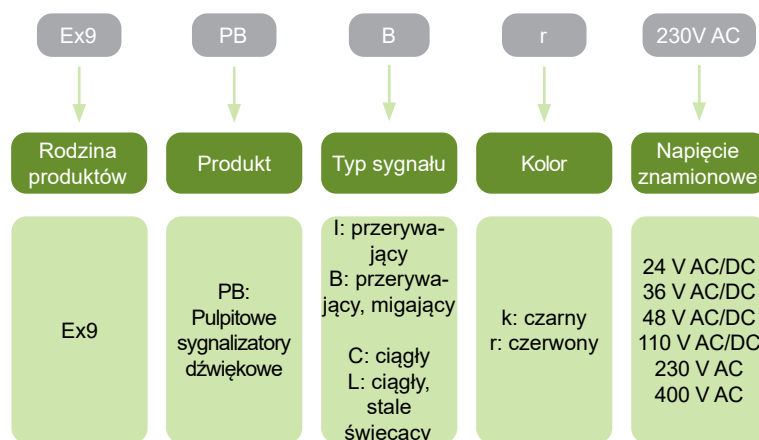 Ex9
PB
B
r
230V AC
Rodzina
produktów
Produkt
Typ sygnału
Kolor
Napięcie
znamionowe
Ex9
PB:
Pulpitowe
sygnalizatory
dźwiękowe
I: przerywa-
jący
B: przerywa-
jący, migający
C: ciągły
L: ciągły,
stale
świecący
k: czarny
r: czerwony
24 V AC/DC
36 V AC/DC
48 V AC/DC
110 V AC/DC
230 V AC
400 V AC